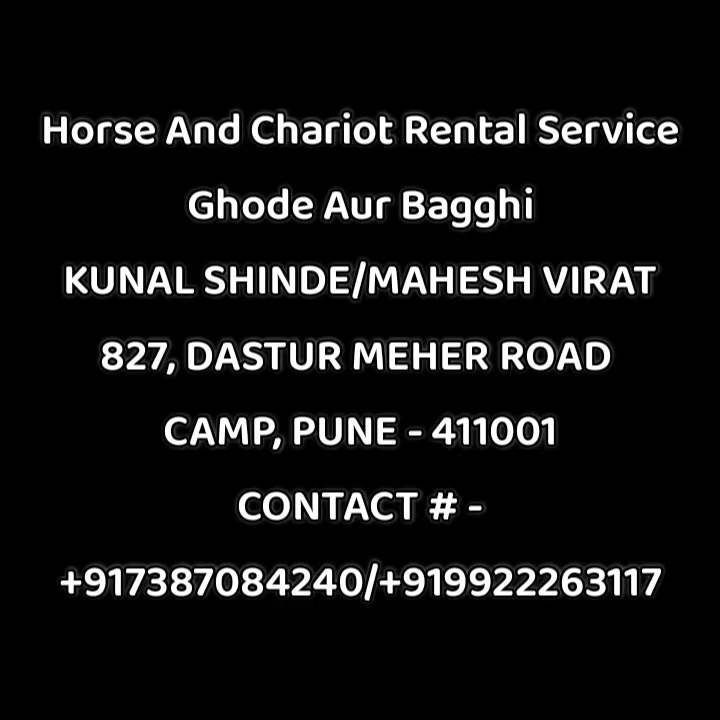 Horse And Chariot Rental Service
Ghode Aur Bagghi
KUNAL SHINDE/MAHESH VIRAT
827, DASTUR MEHER ROAD
CAMP, PUNE - 411001
CONTACT # -
+917387084240/+919922263117